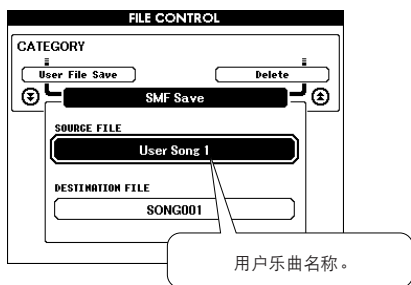 FILE CONTROL
CATEGORY
User File Save
Delete
SMF Save
SOURCE FILE
User Song 1
DESTINATION FILE
SONG001
用户乐曲名称。